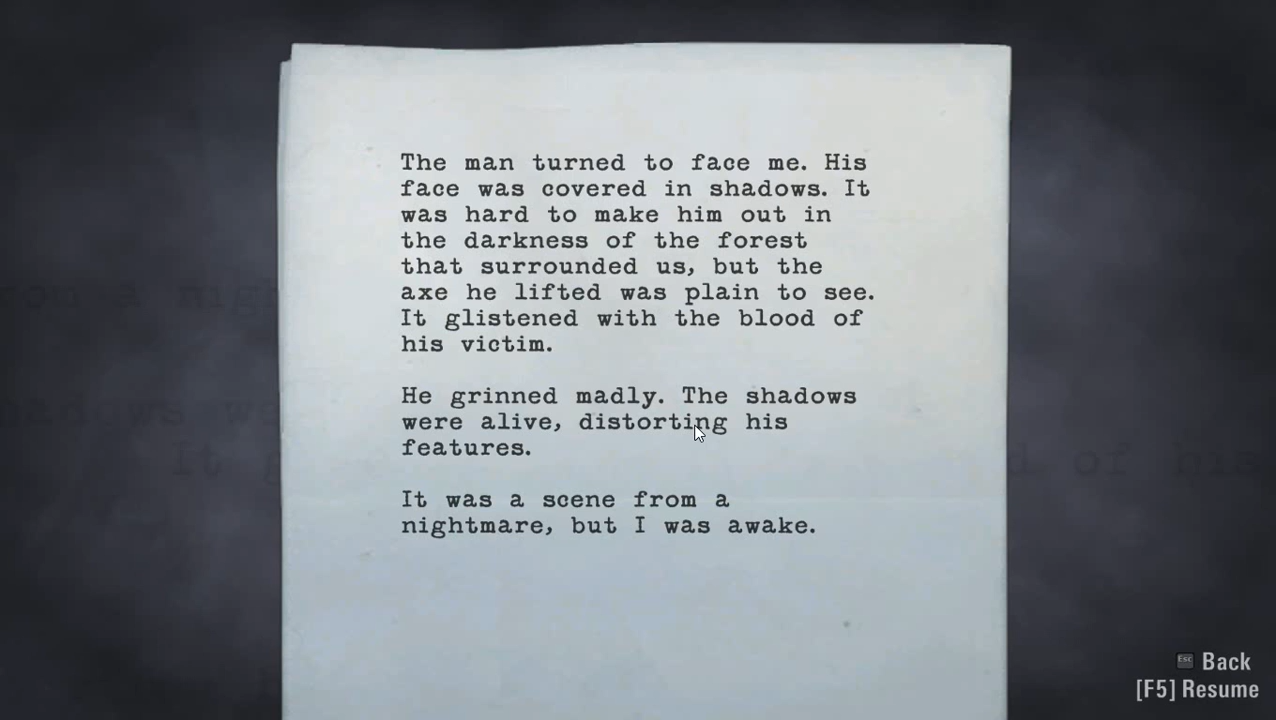 The man turned to face me. His
face was covered in shadows. It
was hard to make him out in
the darkness of the forest
that surrounded us, but the
axe he lifted was plain to see.
It glistened with the blood of
his victim.
He grinned madly. The shadows
were alive, distorting his
features.
It was a scene from a
nightmare, but I was awake.
Esc Back
[F5] Resume